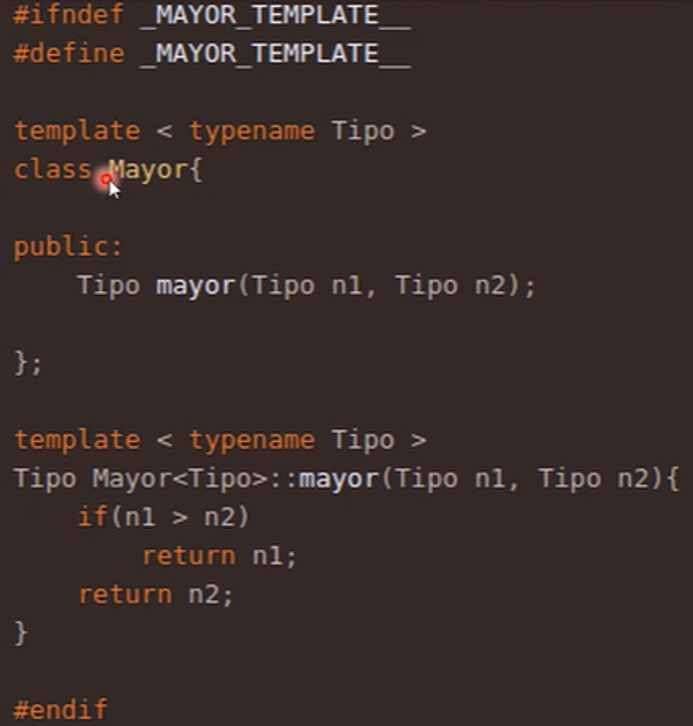 #ifndef _MAYOR_TEMPLATE__
#define _MAYOR_TEMPLATE__
template < typename Tipo >
class Mayor{
public:
Tipo mayor(Tipo n1, Tipo n2);
};
template < typename Tipo >
Tipo Mayor<Tipo>::mayor(Tipo n1, Tipo n2){
if(n1 > n2)
return n1;
return n2;
}
#endif